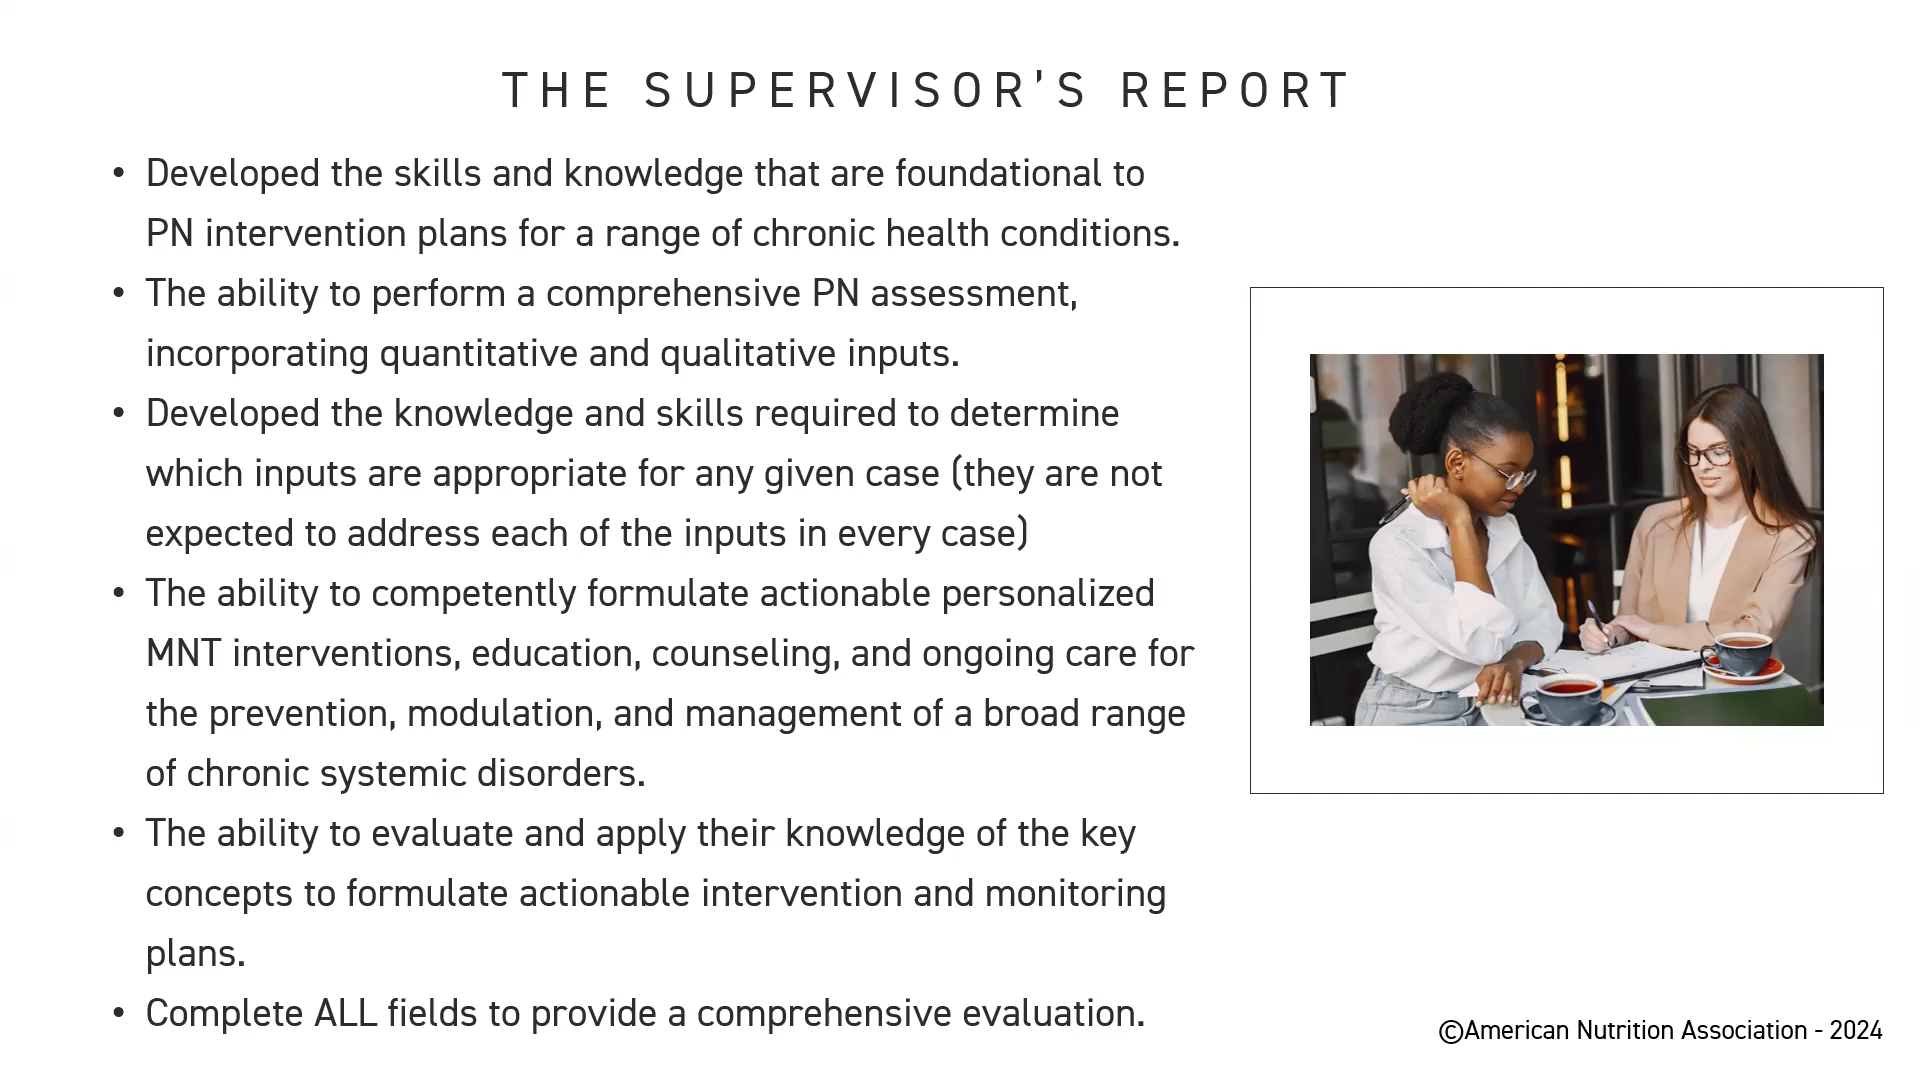 THE SUPERVISOR'S REPORT
• Developed the skills and knowledge that are foundational to
PN intervention plans for a range of chronic health conditions.
• The ability to perform a comprehensive PN assessment,
incorporating quantitative and qualitative inputs.
• Developed the knowledge and skills required to determine
which inputs are appropriate for any given case (they are not
expected to address each of the inputs in every case)
• The ability to competently formulate actionable personalized
MNT interventions, education, counseling, and ongoing care for
the prevention, modulation, and management of a broad range
of chronic systemic disorders.
• The ability to evaluate and apply their knowledge of the key
concepts to formulate actionable intervention and monitoring
plans.
• Complete ALL fields to provide a comprehensive evaluation.
©American Nutrition Association - 2024